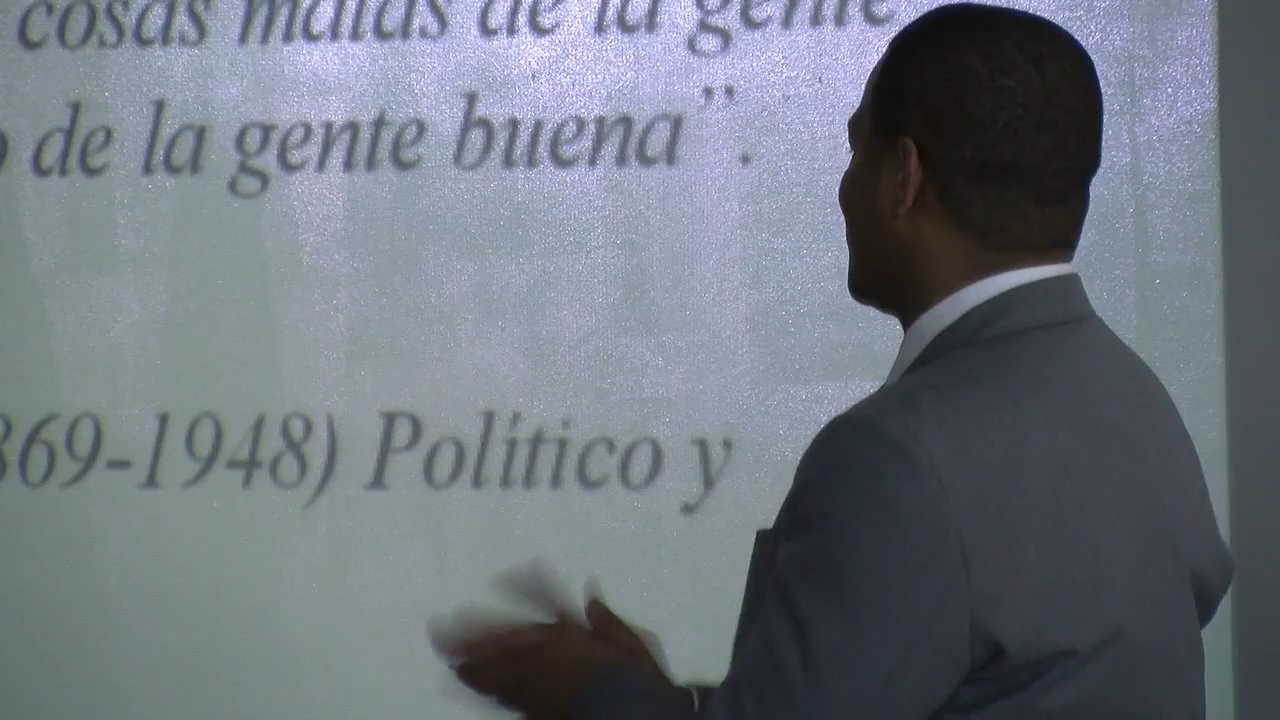 cosas malas de la gente
de la gente buena”.
869-1948) Político y